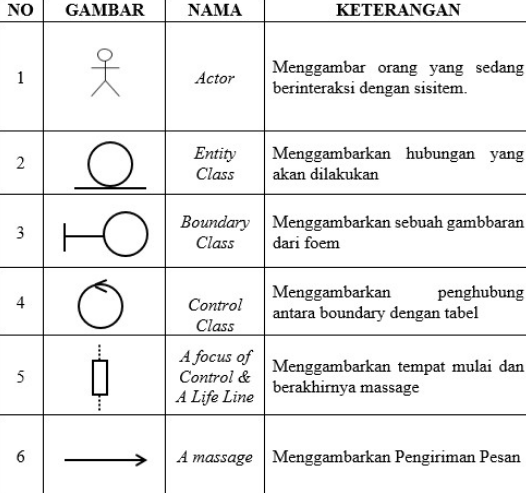 NO GAMBAR NAMA KETERANGAN
1 Actor Menggambar orang yang sedang
berinteraksi dengan sisitem.
2 Entity Class Menggambarkan hubungan yang
akan dilakukan
3 Boundary Class Menggambarkan sebuah gambbaran
dari foem
4 Control Class Menggambarkan penghubung
antara boundary dengan tabel
5 A focus of Control & A Life Line Menggambarkan tempat mulai dan
berakhirnya massage
6 A massage Menggambarkan Pengiriman Pesan